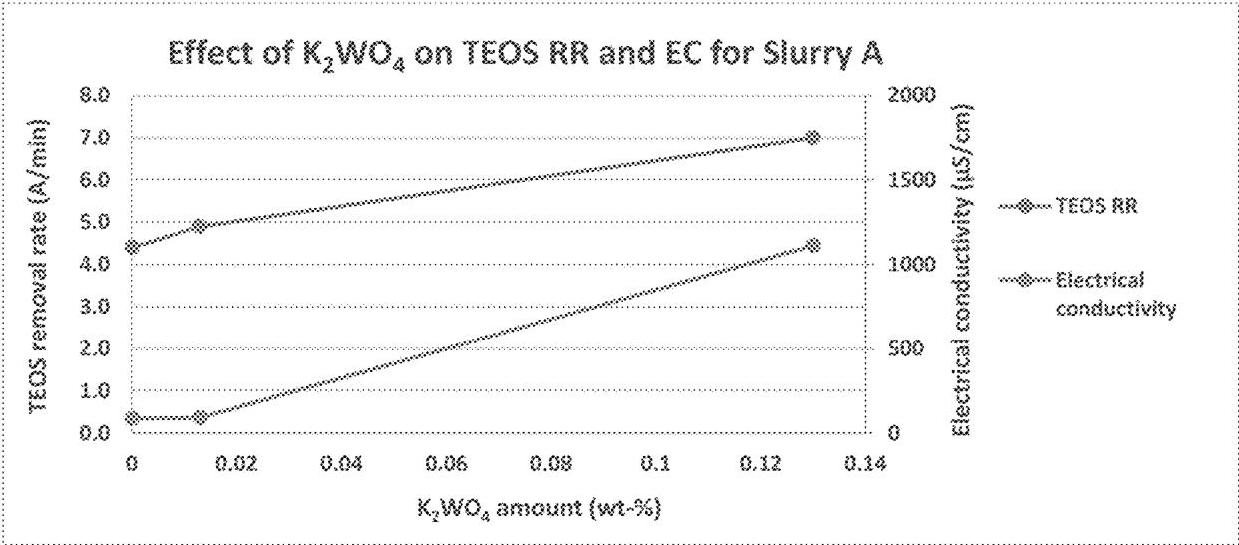 Effect of K₂WO₄ on TEOS RR and EC for Slurry A
TEOS removal rate (A/min)
8.0
7.0
6.0
5.0
4.0
3.0
2.0
1.0
0.0
2000
1500
1000
500
0
Electrical conductivity (µS/cm)
TEOS RR
Electrical
conductivity
0 0.02 0.04 0.06 0.08 0.1 0.12 0.14
K₂WO₄ amount (wt-%)